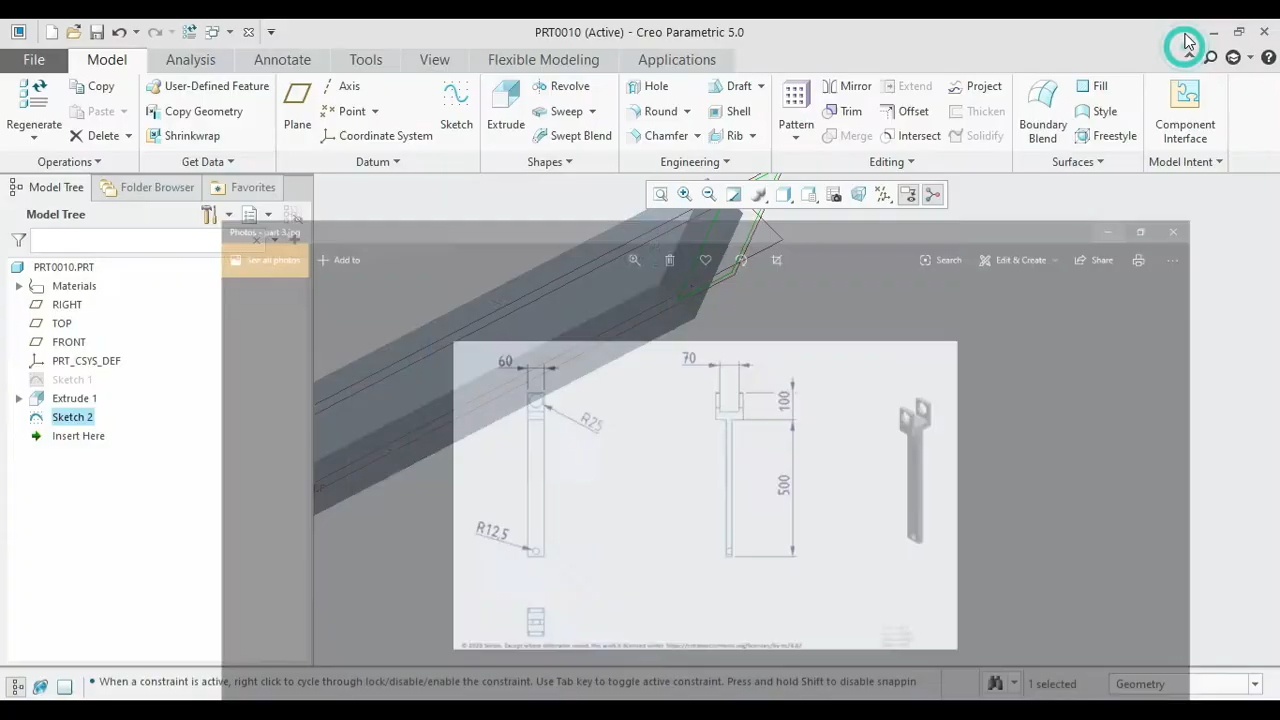 PRT0010 (Active) - Creo Parametric 5.0
File Model Analysis Annotate Tools View Flexible Modeling Applications
Regenerate Copy Paste Delete
User-Defined Feature Copy Geometry Shrinkwrap
Plane Axis Point Coordinate System Sketch
Extrude Revolve Sweep Swept Blend
Hole Round Chamfer Draft Shell Rib
Pattern Mirror Trim Merge Extend Offset Intersect Project Thicken Solidify
Boundary Blend Fill Style Freestyle
Component Interface
Operations Get Data Datum Shapes Engineering Editing Surfaces Model Intent
Model Tree Folder Browser Favorites
Model Tree
Photos - part 3.jpg
See all photos Add to Search Edit & Create Share
PRT0010.PRT
Materials
RIGHT
TOP
FRONT
PRT_CSYS_DEF
Sketch 1
Extrude 1
Sketch 2
Insert Here
60
70
100
R25
500
R12,5
When a constraint is active, right click to cycle through lock/disable/enable the constraint. Use Tab key to toggle active constraint. Press and hold Shift to disable snappin
1 selected
Geometry